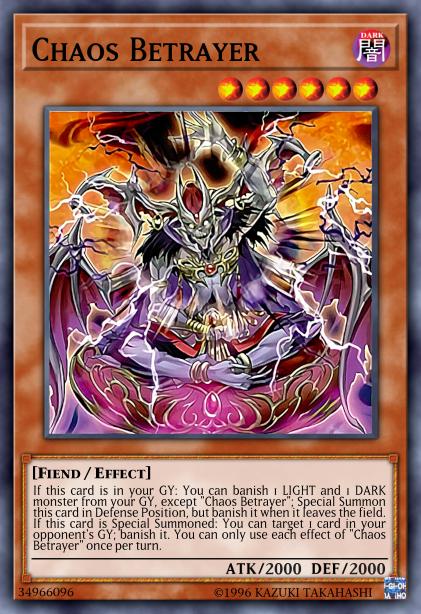 Chaos Betrayer
DARK
闇
[Fiend / Effect]
If this card is in your GY: You can banish 1 LIGHT and 1 DARK
monster from your GY, except "Chaos Betrayer"; Special Summon
this card in Defense Position, but banish it when it leaves the field.
If this card is Special Summoned: You can target 1 card in your
opponent's GY; banish it. You can only use each effect of "Chaos
Betrayer" once per turn.
ATK/2000 DEF/2000
34966096
©1996 KAZUKI TAKAHASHI